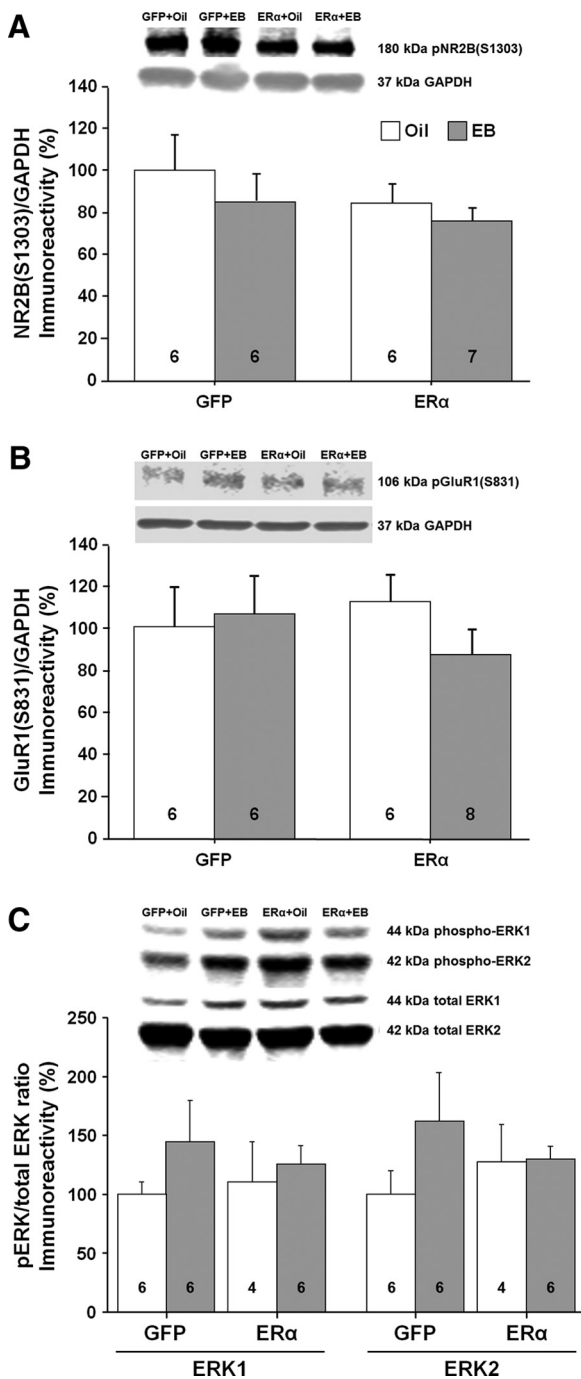 A
GFP+Oil GFP+EB ERα+Oil ERα+EB
180 kDa pNR2B(S1303)
37 kDa GAPDH
NR2B(S1303)/GAPDH
Immunoreactivity (%)
140
120
100
80
60
40
20
0
Oil EB
6 6 6 7
GFP ERα
B
GFP+Oil GFP+EB ERα+Oil ERα+EB
106 kDa pGluR1(S831)
37 kDa GAPDH
GluR1(S831)/GAPDH
Immunoreactivity (%)
140
120
100
80
60
40
20
0
6 6 6 8
GFP ERα
C
GFP+Oil GFP+EB ERα+Oil ERα+EB
44 kDa phospho-ERK1
42 kDa phospho-ERK2
44 kDa total ERK1
42 kDa total ERK2
pERK/total ERK ratio
Immunoreactivity (%)
250
200
150
100
50
0
6 6 4 6 6 6 4 6
GFP ERα GFP ERα
ERK1 ERK2